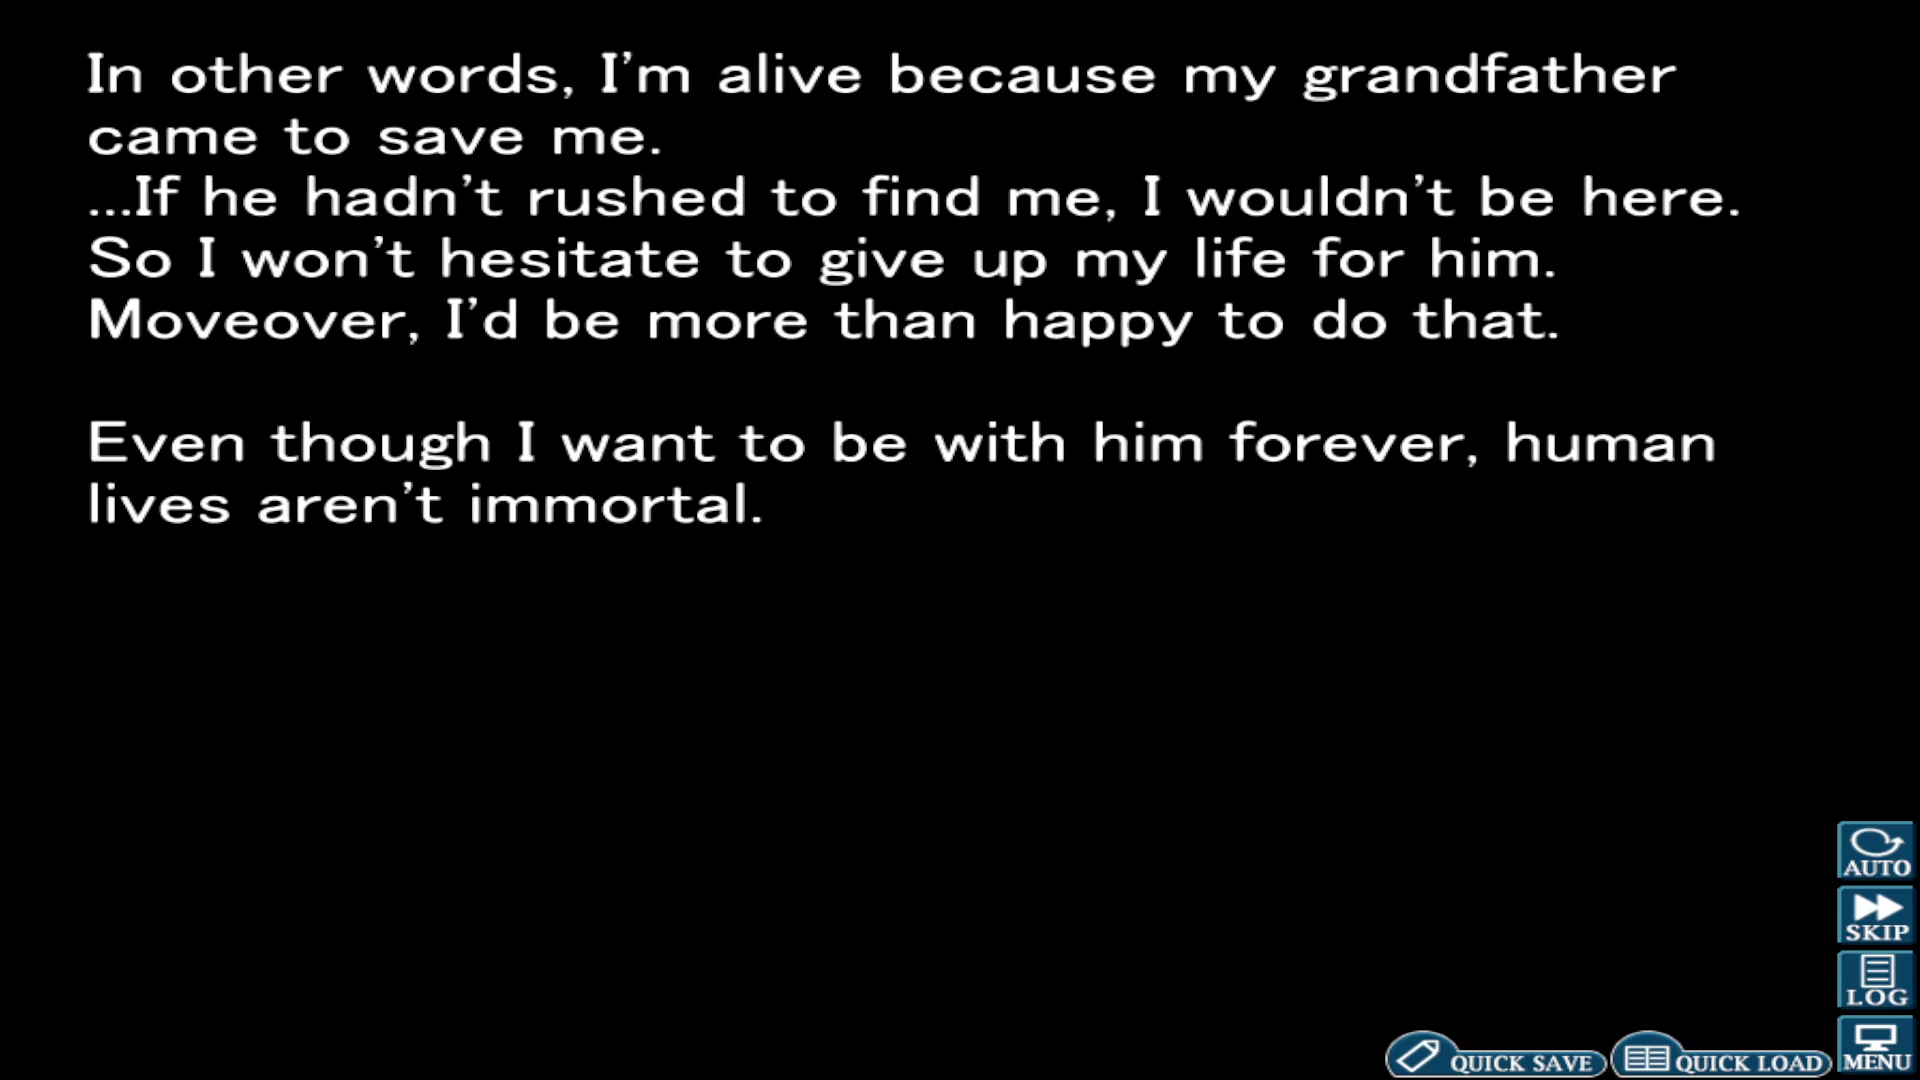 In other words, I'm alive because my grandfather
came to save me.
...If he hadn't rushed to find me, I wouldn't be here.
So I won't hesitate to give up my life for him.
Moveover, I'd be more than happy to do that.
Even though I want to be with him forever, human
lives aren't immortal.
AUTO
SKIP
LOG
QUICK SAVE QUICK LOAD MENU